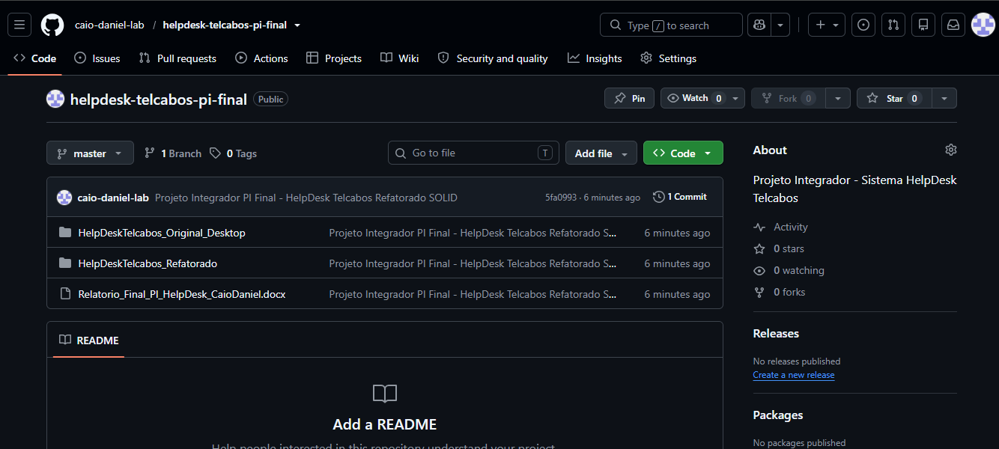 caio-daniel-lab / helpdesk-telcabos-pi-final Type / to search
Code Issues Pull requests Actions Projects Wiki Security and quality Insights Settings
helpdesk-telcabos-pi-final Public Pin Watch 0 Fork 0 Star 0
master 1 Branch 0 Tags Go to file T Add file Code
caio-daniel-lab Projeto Integrador PI Final - HelpDesk Telcabos Refatorado SOLID 5fa0993 · 6 minutes ago 1 Commit
HelpDeskTelcabos_Original_Desktop Projeto Integrador PI Final - HelpDesk Telcabos Refatorado S... 6 minutes ago
HelpDeskTelcabos_Refatorado Projeto Integrador PI Final - HelpDesk Telcabos Refatorado S... 6 minutes ago
Relatorio_Final_PI_HelpDesk_CaioDaniel.docx Projeto Integrador PI Final - HelpDesk Telcabos Refatorado S... 6 minutes ago
README
Add a README
Help people interested in this repository understand your project
About
Projeto Integrador - Sistema HelpDesk
Telcabos
Activity
0 stars
0 watching
0 forks
Releases
No releases published
Create a new release
Packages
No packages published